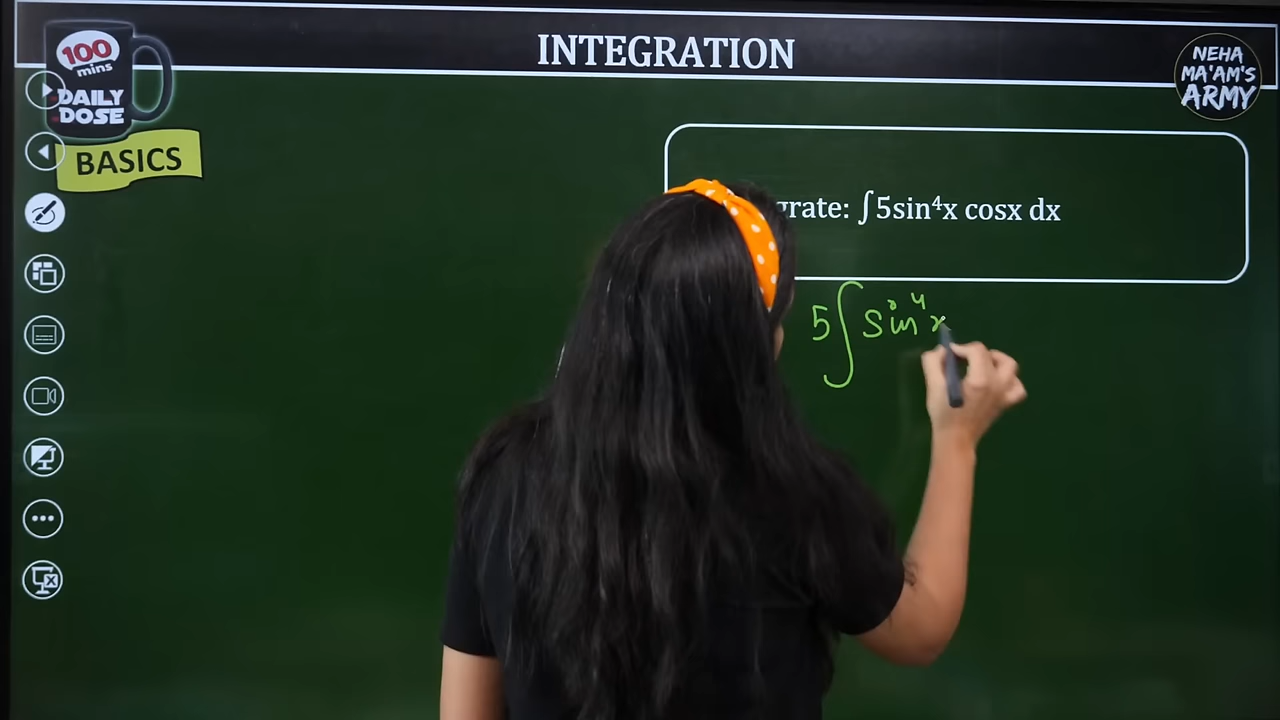 INTEGRATION
100
mins
DAILY
DOSE
BASICS
NEHA
MA'AM'S
ARMY
grate: ∫5sin⁴x cosx dx
5∫sin⁴x